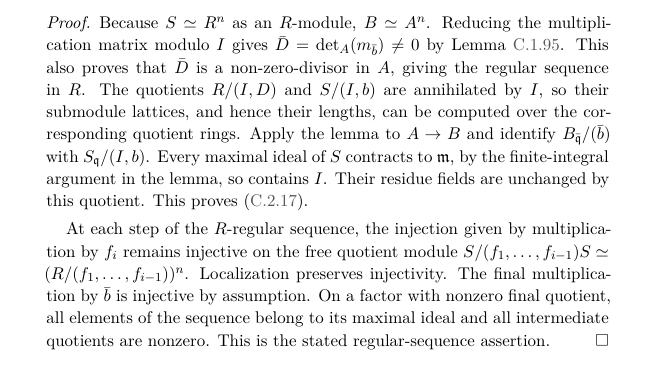 Proof. Because S ≃ Rⁿ as an R-module, B ≃ Aⁿ. Reducing the multipli-
cation matrix modulo I gives D̄ = det_A(m_b̄) ≠ 0 by Lemma C.1.95. This
also proves that D̄ is a non-zero-divisor in A, giving the regular sequence
in R. The quotients R/(I, D) and S/(I, b) are annihilated by I, so their
submodule lattices, and hence their lengths, can be computed over the cor-
responding quotient rings. Apply the lemma to A → B and identify B_𝔮̄/(b̄)
with S_𝔮/(I, b). Every maximal ideal of S contracts to 𝔪, by the finite-integral
argument in the lemma, so contains I. Their residue fields are unchanged by
this quotient. This proves (C.2.17).
At each step of the R-regular sequence, the injection given by multiplica-
tion by f_i remains injective on the free quotient module S/(f₁, . . . , f_{i−1})S ≃
(R/(f₁, . . . , f_{i−1}))ⁿ. Localization preserves injectivity. The final multiplica-
tion by b̄ is injective by assumption. On a factor with nonzero final quotient,
all elements of the sequence belong to its maximal ideal and all intermediate
quotients are nonzero. This is the stated regular-sequence assertion. □